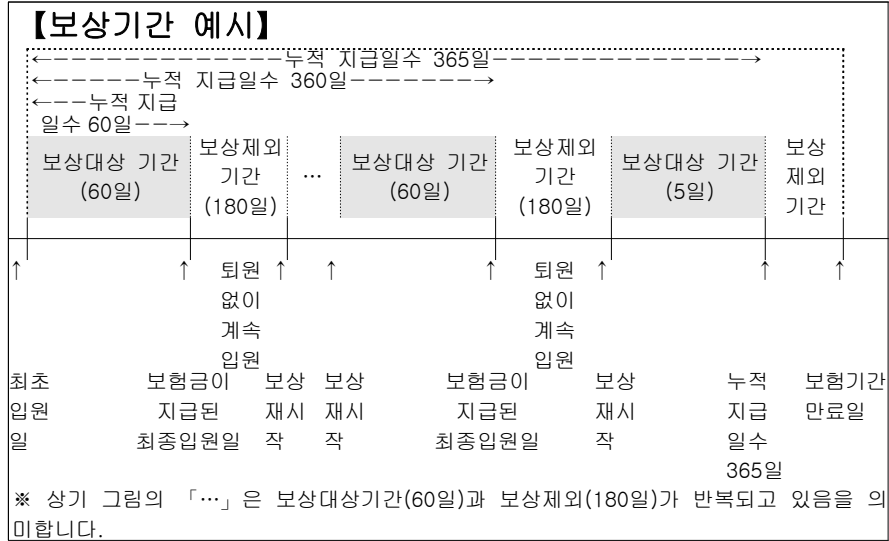 【보상기간 예시】
←－－－－－－－－－－－－－누적 지급일수 365일－－－－－－－－－－－－－→
←－－－－－－누적 지급일수 360일－－－－－－－→
←－－누적 지급
일수 60일－－→
보상대상 기간
(60일)
보상제외
기간
(180일)
…
보상대상 기간
(60일)
보상제외
기간
(180일)
보상대상 기간
(5일)
보상
제외
기간
↑ ↑ 퇴원 ↑ ↑ ↑ 퇴원 ↑ ↑ ↑
없이 없이
계속 계속
입원 입원
최초 보험금이 보상 보상 보험금이 보상 누적 보험기간
입원 지급된 재시 재시 지급된 재시 지급 만료일
일 최종입원일 작 작 최종입원일 작 일수
365일
※ 상기 그림의 「…」은 보상대상기간(60일)과 보상제외(180일)가 반복되고 있음을 의
미합니다.